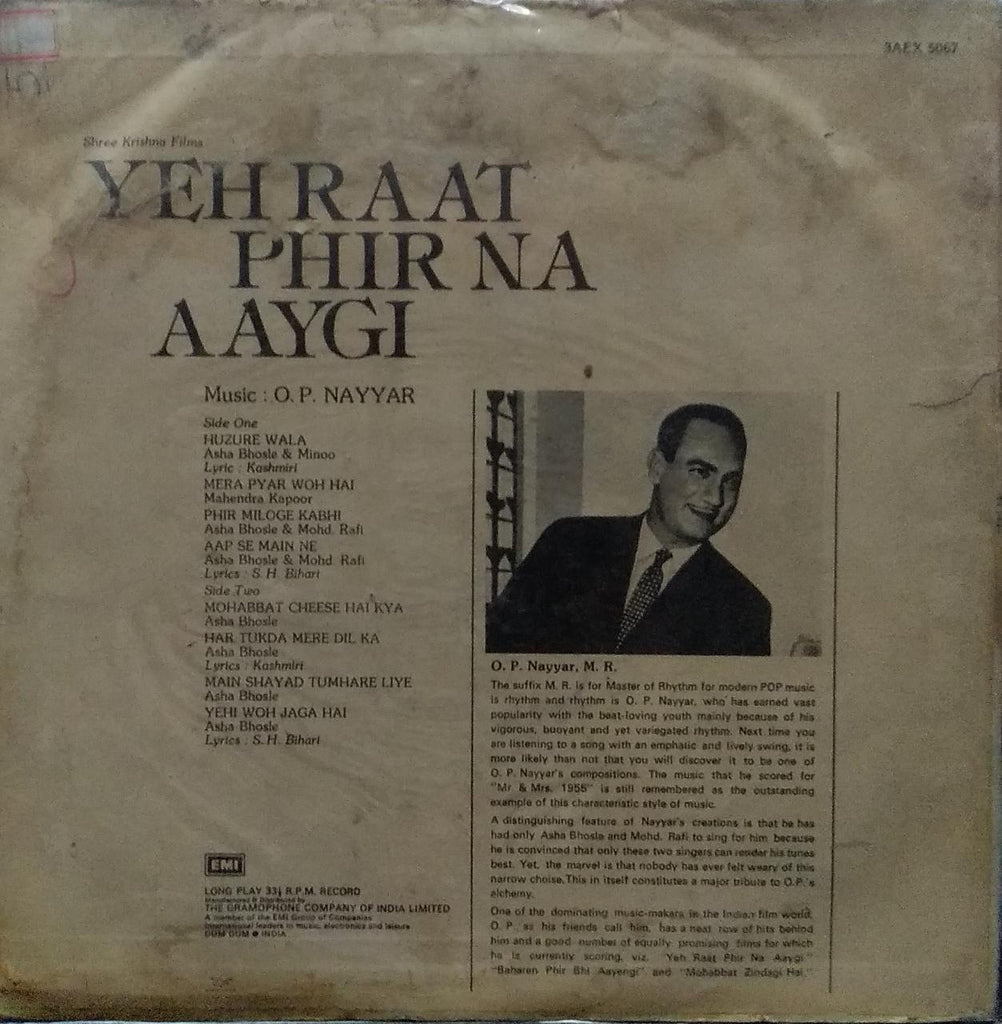 3AEX 5067
Shree Krishna Films
YEH RAAT
PHIR NA
AAYGI
Music : O. P. NAYYAR
Side One
HUZURE WALA
Asha Bhosle & Minoo
Lyric : Kashmiri
MERA PYAR WOH HAI
Mahendra Kapoor
PHIR MILOGE KABHI
Asha Bhosle & Mohd. Rafi
AAP SE MAIN NE
Asha Bhosle & Mohd. Rafi
Lyrics : S. H. Bihari
Side Two
MOHABBAT CHEESE HAI KYA
Asha Bhosle
HAR TUKDA MERE DIL KA
Asha Bhosle
Lyrics : Kashmiri
MAIN SHAYAD TUMHARE LIYE
Asha Bhosle
YEHI WOH JAGA HAI
Asha Bhosle
Lyrics : S. H. Bihari
EMI
LONG PLAY 33⅓ R.P.M. RECORD
Manufactured & Distributed by
THE GRAMOPHONE COMPANY OF INDIA LIMITED
A member of the EMI Group of Companies
International leaders in music, electronics and leisure
DUM DUM ● INDIA
O. P. Nayyar, M. R.
The suffix M. R. is for Master of Rhythm for modern POP music
is rhythm and rhythm is O. P. Nayyar, who has earned vast
popularity with the beat-loving youth mainly because of his
vigorous, buoyant and yet variegated rhythm. Next time you
are listening to a song with an emphatic and lively swing, it is
more likely than not that you will discover it to be one of
O. P. Nayyar's compositions. The music that he scored for
"Mr & Mrs. 1955" is still remembered as the outstanding
example of this characteristic style of music.
A distinguishing feature of Nayyar's creations is that he has
had only Asha Bhosle and Mohd. Rafi to sing for him because
he is convinced that only these two singers can render his tunes
best. Yet, the marvel is that nobody has ever felt weary of this
narrow choise. This in itself constitutes a major tribute to O.P.'s
alchemy.
One of the dominating music-makers in the Indian film world,
O. P. as his friends call him, has a neat row of hits behind
him and a good number of equally promising films for which
he is currently scoring, viz. "Yeh Raat Phir Na Aaygi"
"Baharen Phir Bhi Aayengi" and "Mohabbat Zindagi Hai."